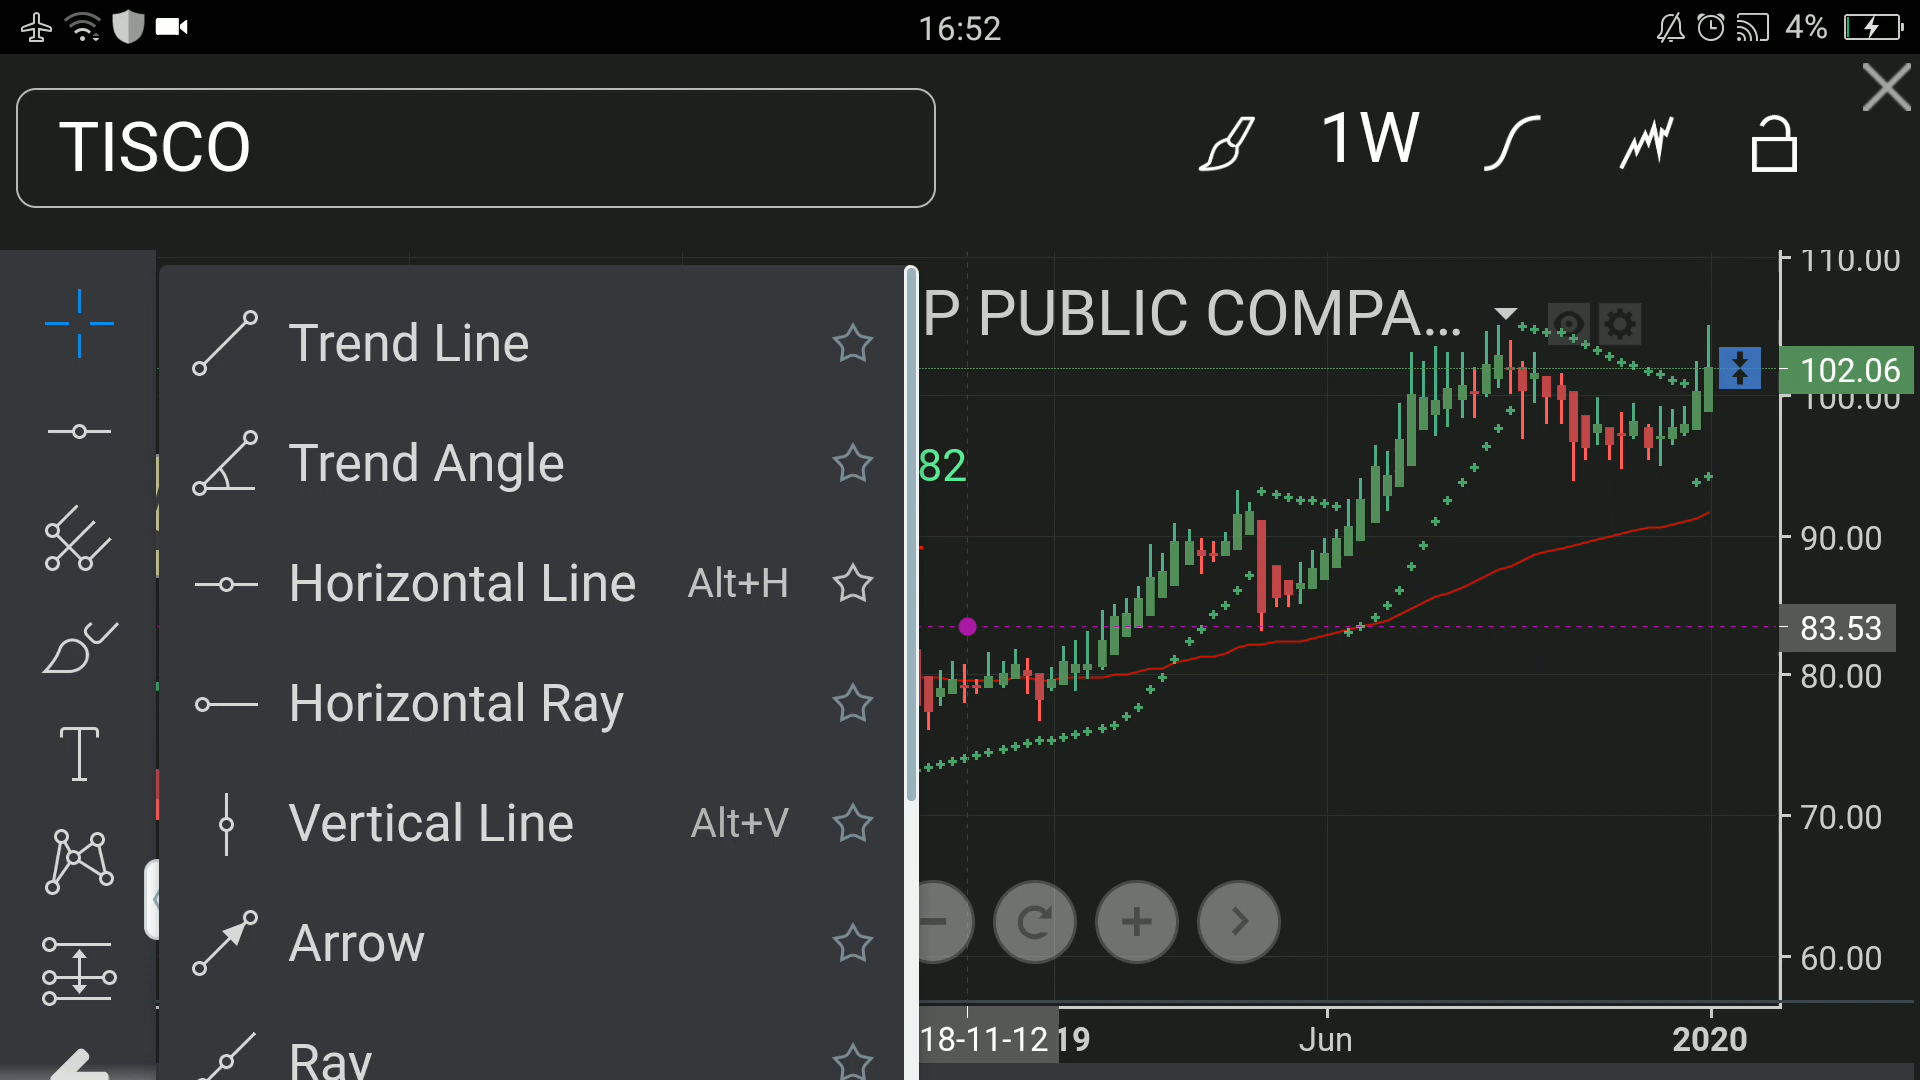 16:52
4%
TISCO
1W
P PUBLIC COMPA...
82
Trend Line
Trend Angle
Horizontal Line Alt+H
Horizontal Ray
Vertical Line Alt+V
Arrow
Ray
110.00
102.06
100.00
90.00
83.53
80.00
70.00
60.00
18-11-12 19 Jun 2020